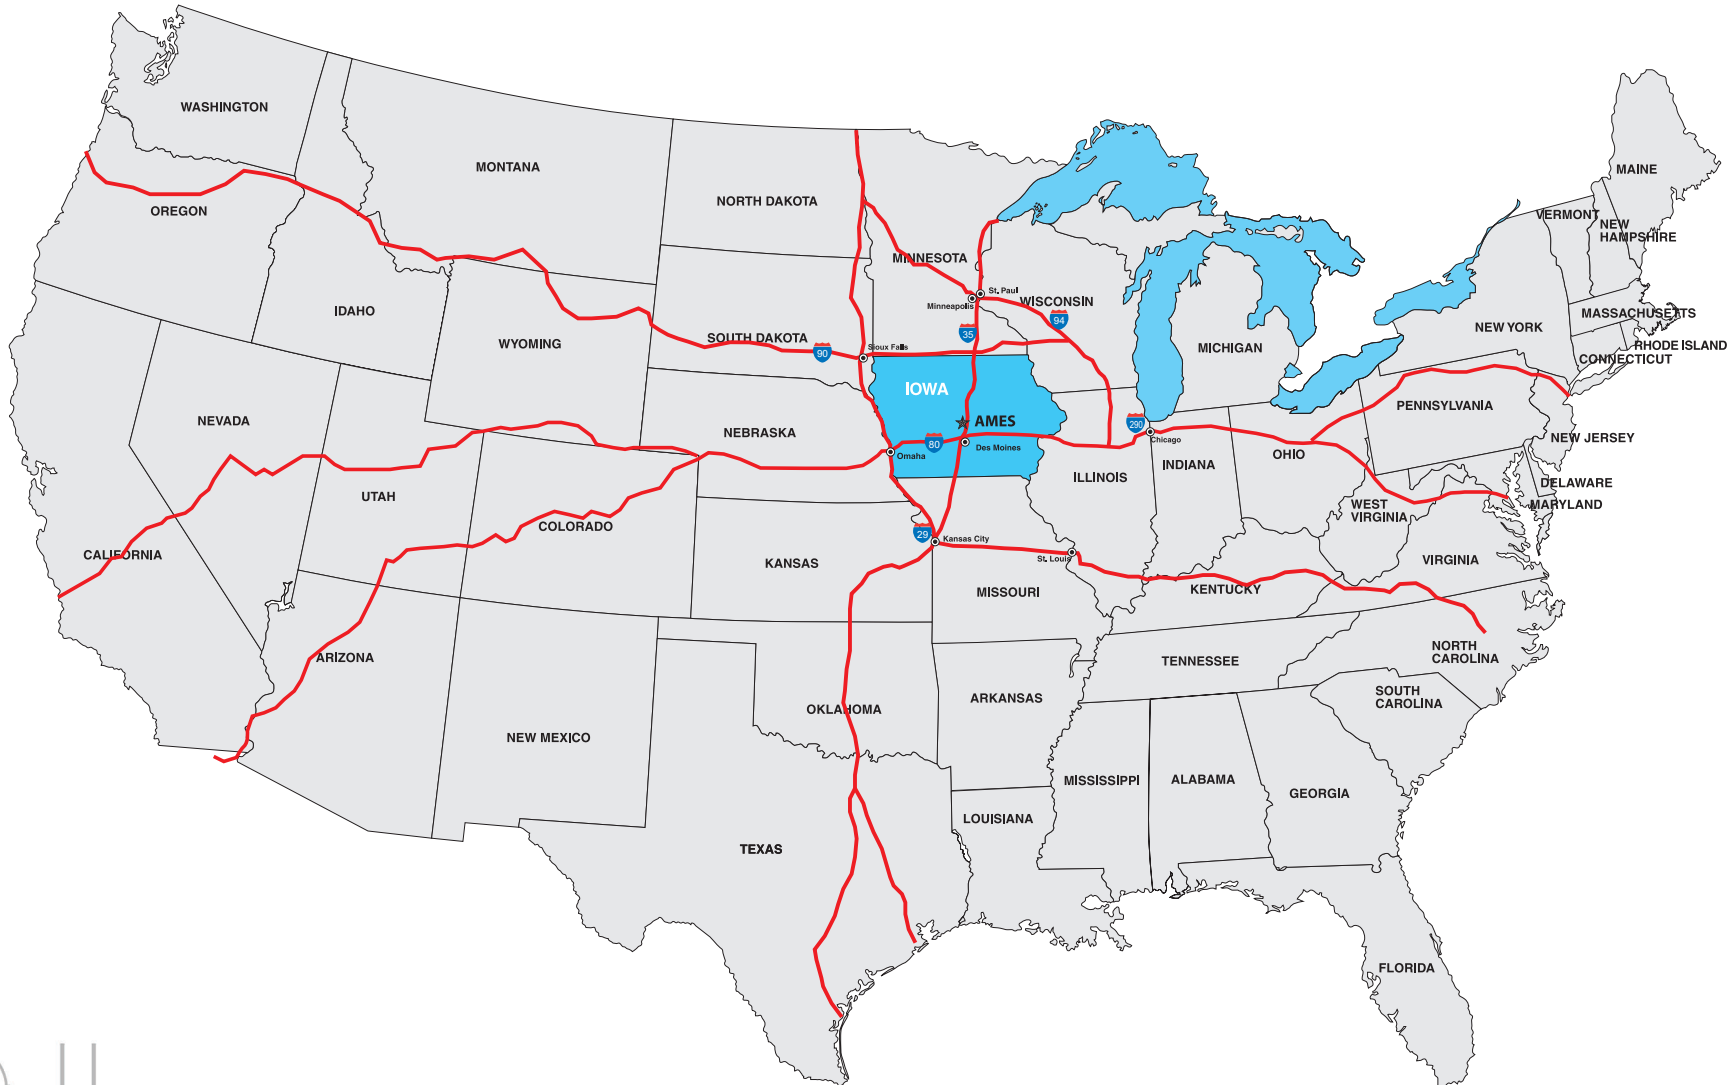 WASHINGTON
MONTANA
MAINE
NORTH DAKOTA
OREGON
VERMONT
NEW
HAMPSHIRE
MINNESOTA
St. Paul
Minneapolis
WISCONSIN
IDAHO
MASSACHUSETTS
94
NEW YORK
35
SOUTH DAKOTA
WYOMING
RHODE ISLAND
Sioux Falls
MICHIGAN
90
CONNECTICUT
IOWA
PENNSYLVANIA
NEVADA
AMES
290
NEBRASKA
NEW JERSEY
80
Chicago
Des Moines
Omaha
OHIO
INDIANA
ILLINOIS
DELAWARE
UTAH
WEST
VIRGINIA
MARYLAND
COLORADO
29
Kansas City
CALIFORNIA
St. Louis
KANSAS
VIRGINIA
MISSOURI
KENTUCKY
NORTH
CAROLINA
ARIZONA
TENNESSEE
ARKANSAS
SOUTH
CAROLINA
OKLAHOMA
NEW MEXICO
MISSISSIPPI
ALABAMA
GEORGIA
LOUISIANA
TEXAS
FLORIDA